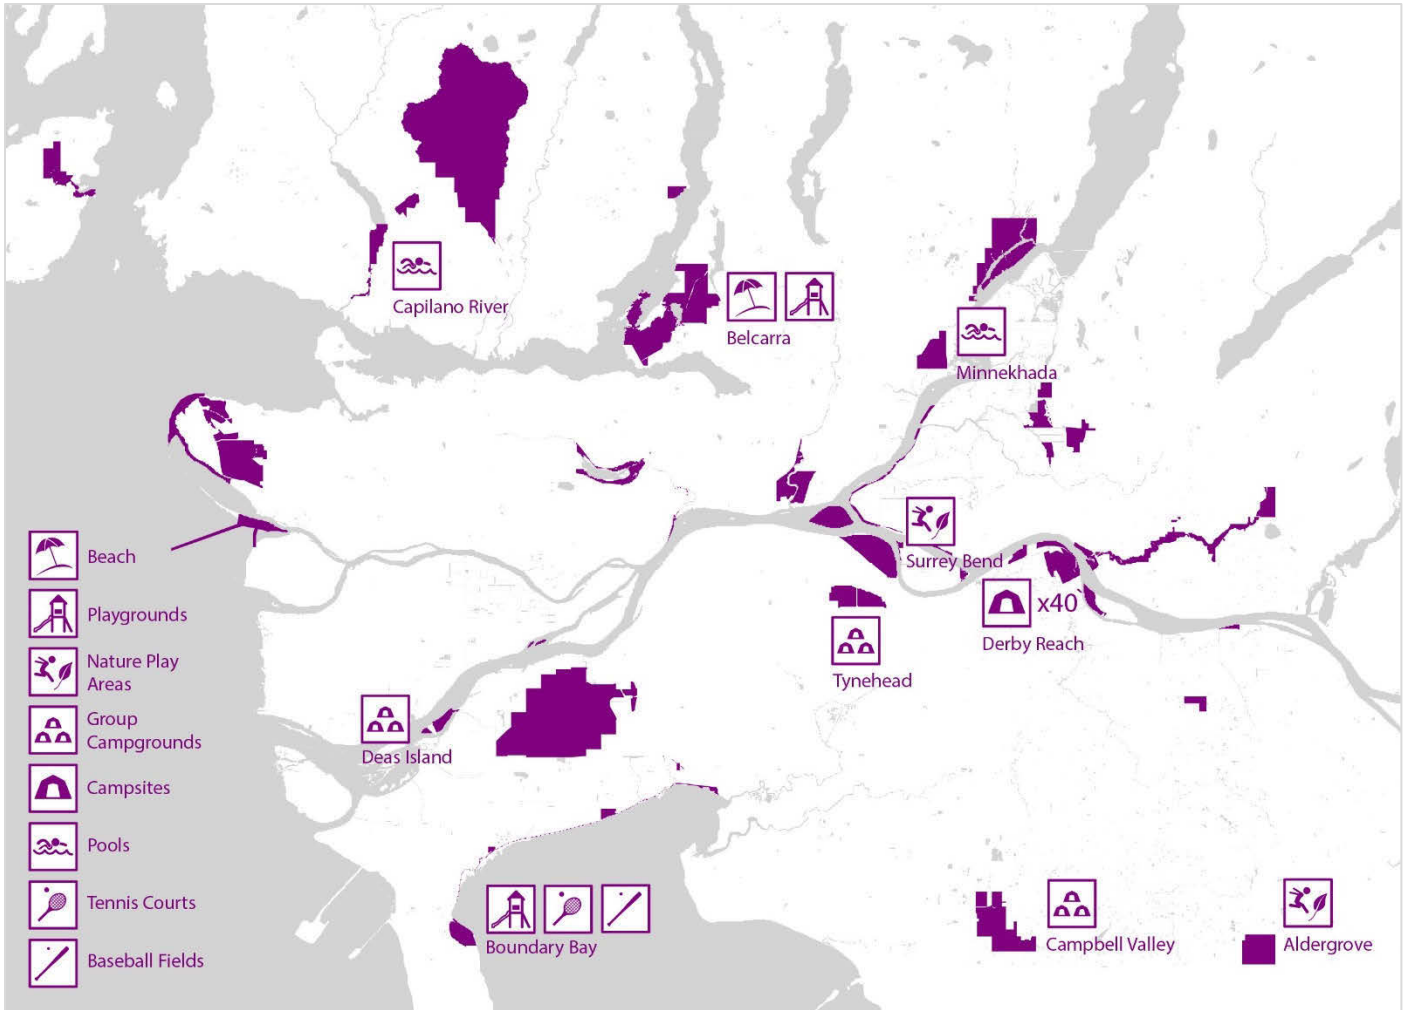 Capilano River
Belcarra
Minnekhada
Surrey Bend
x40
Derby Reach
Tynehead
Deas Island
Boundary Bay
Campbell Valley
Aldergrove
Beach
Playgrounds
Nature Play
Areas
Group
Campgrounds
Campsites
Pools
Tennis Courts
Baseball Fields